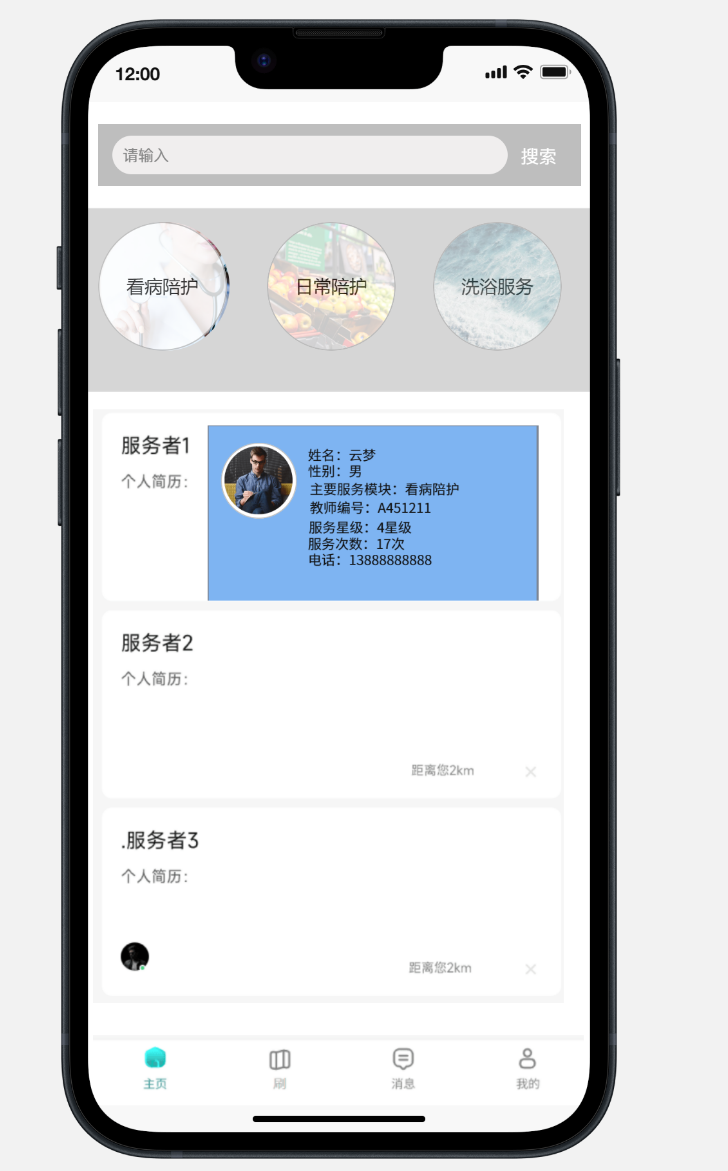 12:00
请输入
搜索
看病陪护
日常陪护
洗浴服务
服务者1
个人简历：
姓名：云梦
性别：男
主要服务模块：看病陪护
教师编号：A451211
服务星级：4星级
服务次数：17次
电话：13888888888
服务者2
个人简历：
距离您2km
.服务者3
个人简历：
距离您2km
主页
刷
消息
我的